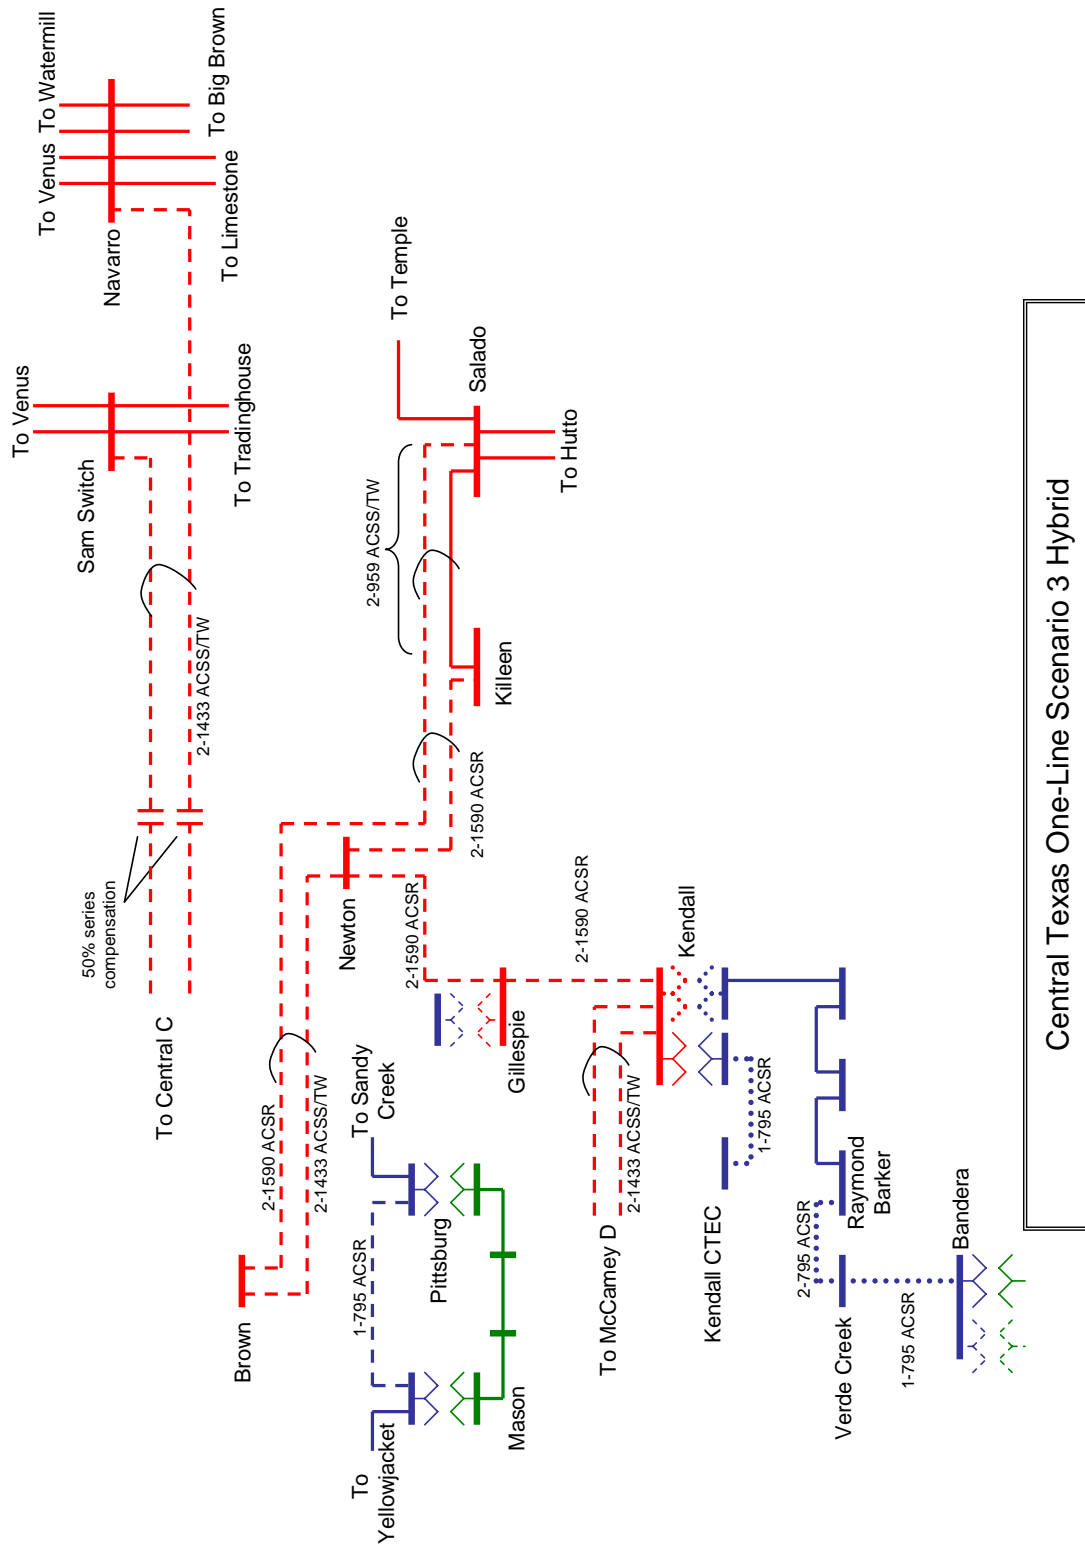 To Venus
To Watermill
To Big Brown
Navarro
To Limestone
To Venus
Sam Switch
To Tradinghouse
2-1433 ACSS/TW
50% series
compensation
To Central C
To Temple
Salado
To Hutto
2-959 ACSS/TW
Killeen
2-1590 ACSR
Newton
2-1590 ACSR
2-1590 ACSR
2-1433 ACSS/TW
Brown
To Sandy
Creek
Pittsburg
1-795 ACSR
To
Yellowjacket
Mason
Gillespie
2-1590 ACSR
Kendall
To McCamey D
2-1433 ACSS/TW
Kendall CTEC
1-795 ACSR
Raymond
Barker
2-795 ACSR
Verde Creek
1-795 ACSR
Bandera
Central Texas One-Line Scenario 3 Hybrid